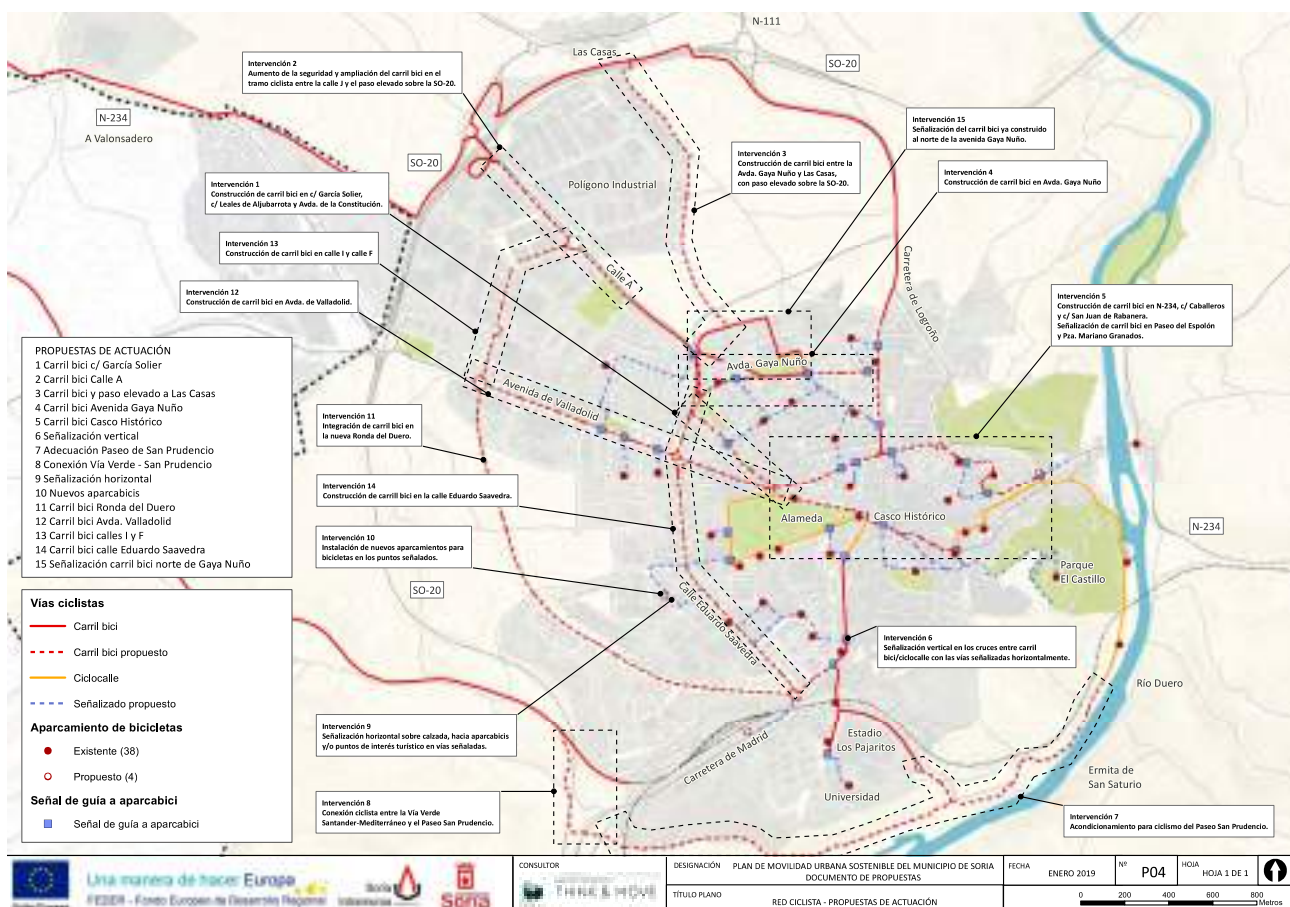 N-111
Las Casas
SO-20
Intervención 2
Aumento de la seguridad y ampliación del carril bici en el
tramo ciclista entre la calle J y el paso elevado sobre la SO-20.
N-234
A Valonsadero
SO-20
Intervención 15
Señalización del carril bici ya construido
al norte de la avenida Gaya Nuño.
Intervención 3
Construcción de carril bici entre la
Avda. Gaya Nuño y Las Casas,
con paso elevado sobre la SO-20.
Intervención 4
Construcción de carril bici en Avda. Gaya Nuño
Intervención 1
Construcción de carril bici en c/ García Solier,
c/ Leales de Aljubarrota y Avda. de la Constitución.
Polígono Industrial
Intervención 13
Construcción de carril bici en calle I y calle F
Calle A
Carretera de Logroño
Intervención 12
Construcción de carril bici en Avda. de Valladolid.
Intervención 5
Construcción de carril bici en N-234, c/ Caballeros
y c/ San Juan de Rabanera.
Señalización de carril bici en Paseo del Espolón
y Pza. Mariano Granados.
PROPUESTAS DE ACTUACIÓN
1 Carril bici c/ García Solier
2 Carril bici Calle A
3 Carril bici y paso elevado a Las Casas
4 Carril bici Avenida Gaya Nuño
5 Carril bici Casco Histórico
6 Señalización vertical
7 Adecuación Paseo de San Prudencio
8 Conexión Vía Verde - San Prudencio
9 Señalización horizontal
10 Nuevos aparcabicis
11 Carril bici Ronda del Duero
12 Carril bici Avda. Valladolid
13 Carril bici calles I y F
14 Carril bici calle Eduardo Saavedra
15 Señalización carril bici norte de Gaya Nuño
Avda. Gaya Nuño
Avenida de Valladolid
Intervención 11
Integración de carril bici en
la nueva Ronda del Duero.
Intervención 14
Construcción de carrill bici en la calle Eduardo Saavedra.
Alameda
Casco Histórico
N-234
Intervención 10
Instalación de nuevos aparcamientos para
bicicletas en los puntos señalados.
Parque
El Castillo
SO-20
Calle Eduardo Saavedra
Vías ciclistas
Carril bici
Carril bici propuesto
Ciclocalle
Señalizado propuesto
Aparcamiento de bicicletas
Existente (38)
Propuesto (4)
Señal de guía a aparcabici
Señal de guía a aparcabici
Intervención 6
Señalización vertical en los cruces entre carril
bici/ciclocalle con las vías señalizadas horizontalmente.
Río Duero
Intervención 9
Señalización horizontal sobre calzada, hacia aparcabicis
y/o puntos de interés turístico en vías señaladas.
Carretera de Madrid
Estadio
Los Pajaritos
Ermita de
San Saturio
Universidad
Intervención 8
Conexión ciclista entre la Vía Verde
Santander-Mediterráneo y el Paseo San Prudencio.
Intervención 7
Acondicionamiento para ciclismo del Paseo San Prudencio.
Una manera de hacer Europa
FEDER - Fondo Europeo de Desarrollo Regional
Soria
Soria
CONSULTOR
THINK & MOVE
DESIGNACIÓN
PLAN DE MOVILIDAD URBANA SOSTENIBLE DEL MUNICIPIO DE SORIA
DOCUMENTO DE PROPUESTAS
TÍTULO PLANO
RED CICLISTA - PROPUESTAS DE ACTUACIÓN
FECHA
ENERO 2019
Nº
P04
HOJA
HOJA 1 DE 1
0 200 400 600 800
Metros